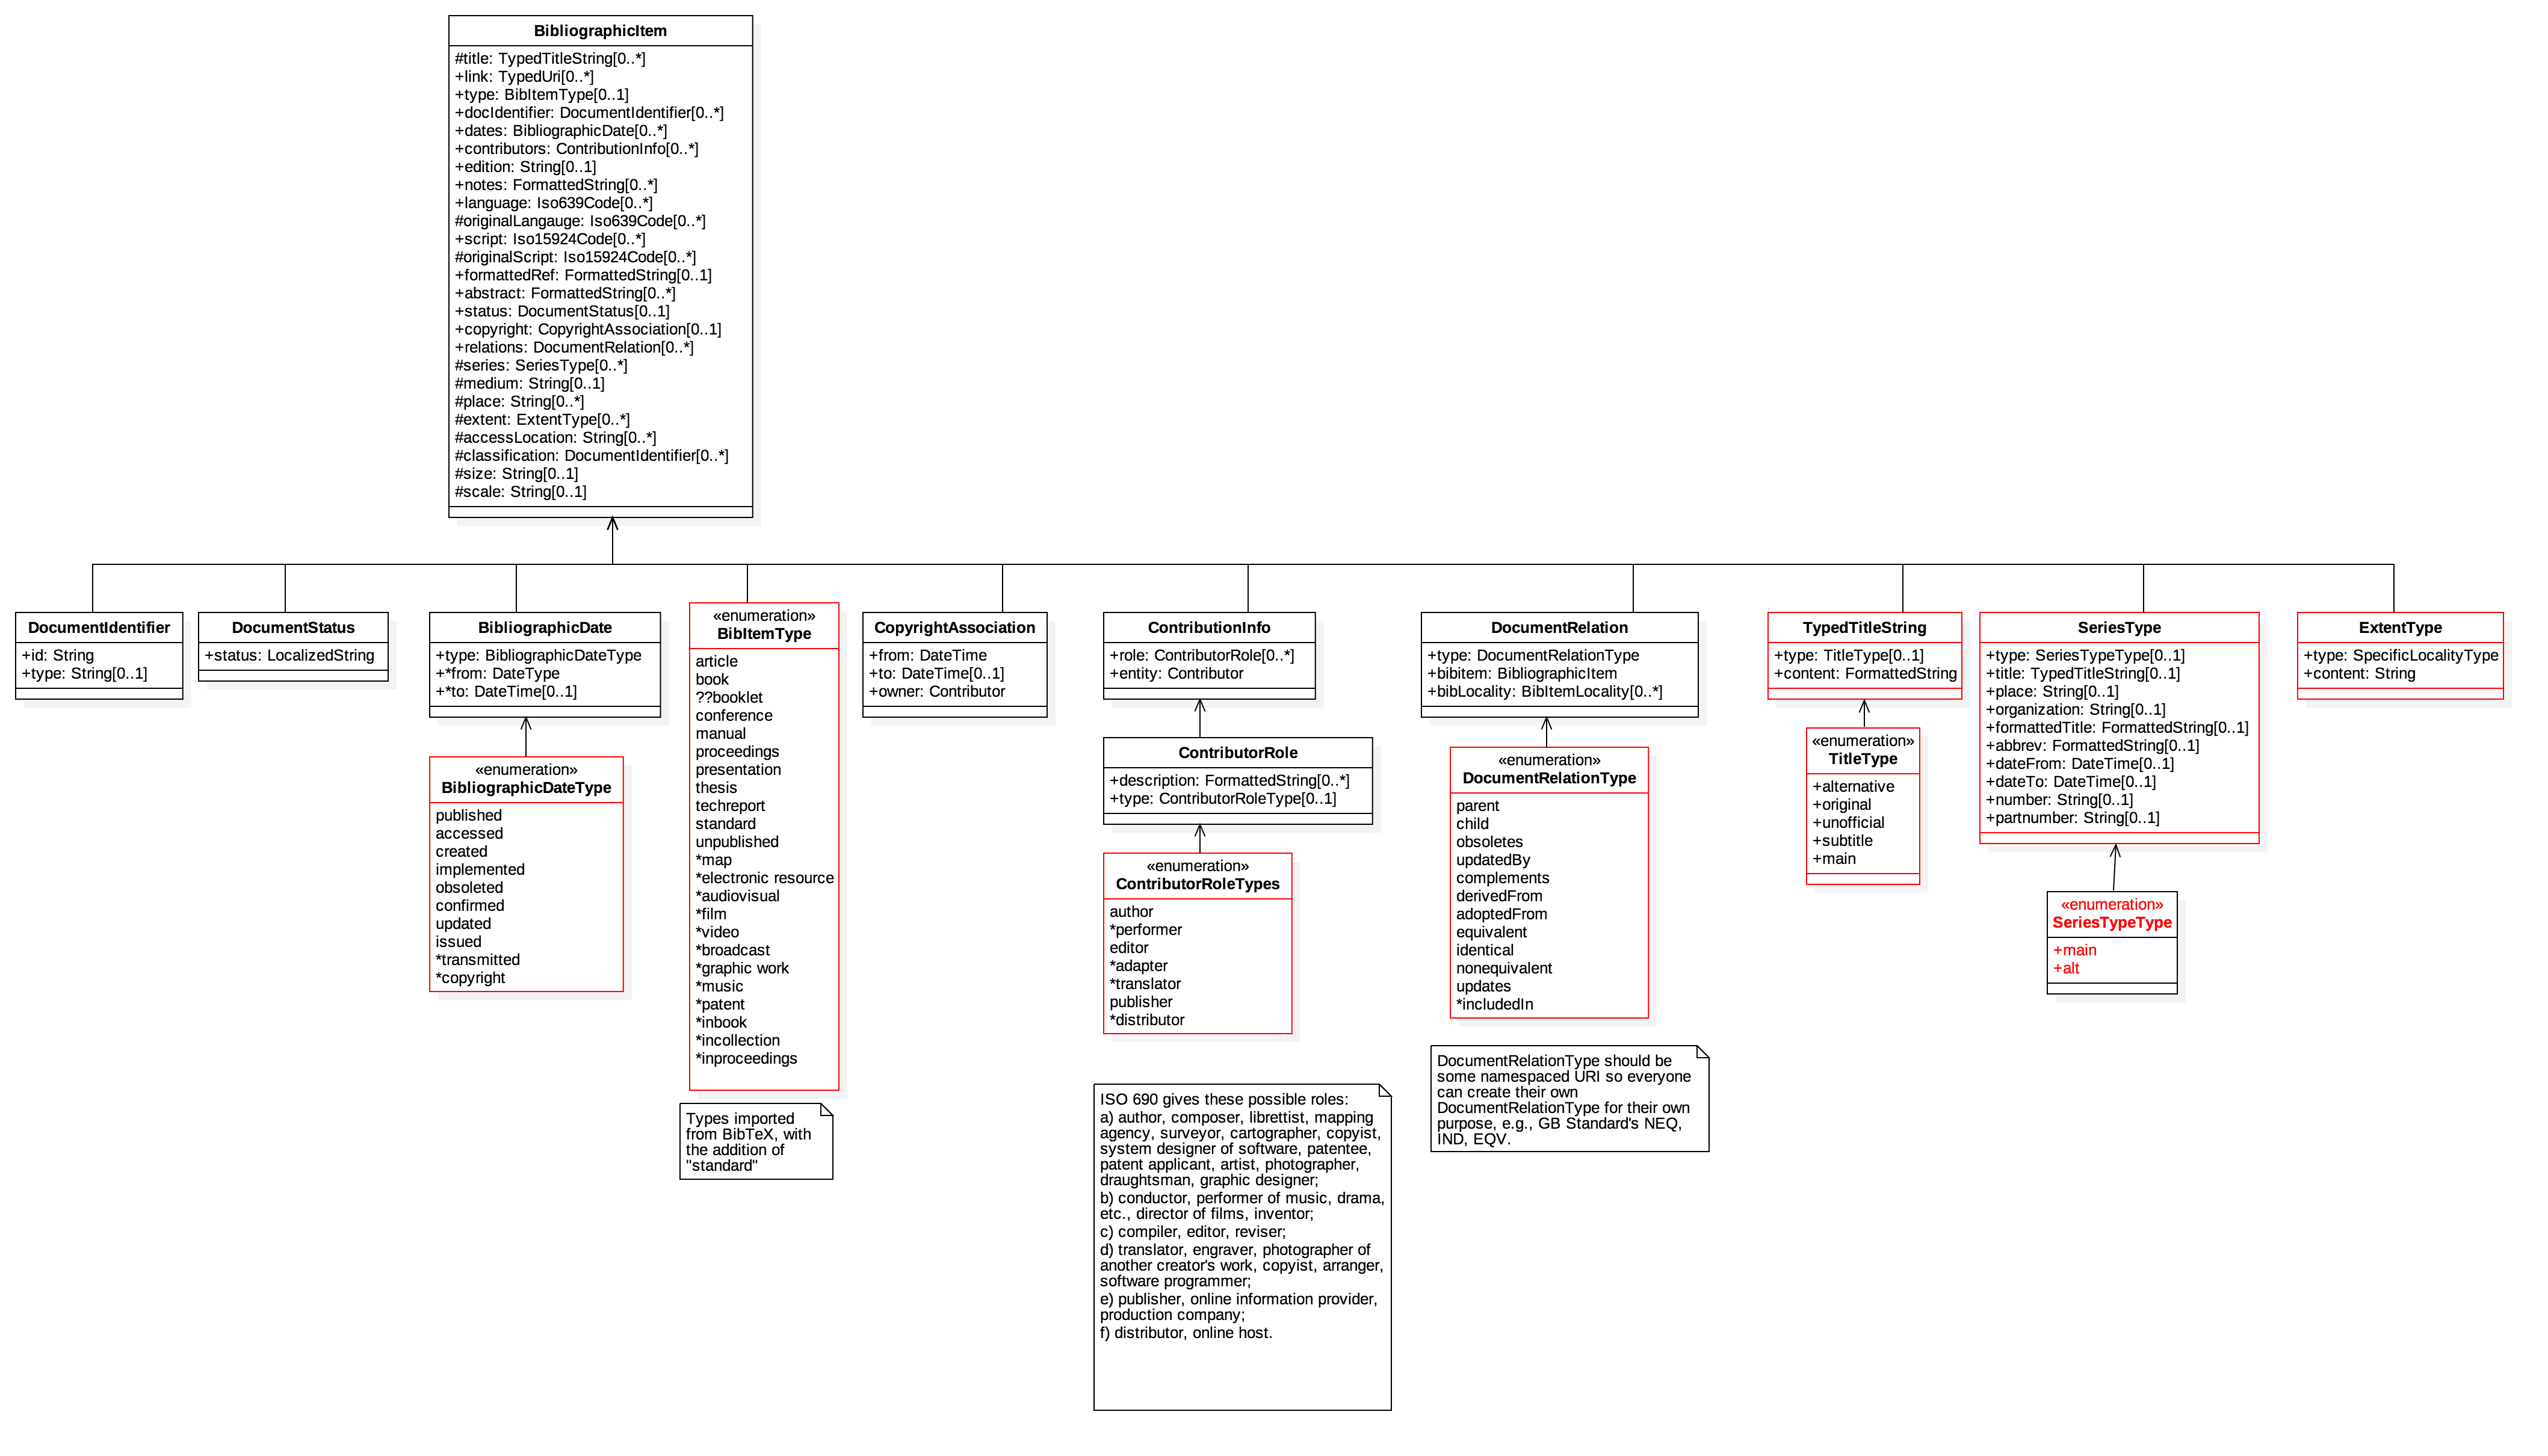 BibliographicItem
#title: TypedTitleString[0..*]
+link: TypedUri[0..*]
+type: BibItemType[0..1]
+docIdentifier: DocumentIdentifier[0..*]
+dates: BibliographicDate[0..*]
+contributors: ContributionInfo[0..*]
+edition: String[0..1]
+notes: FormattedString[0..*]
+language: Iso639Code[0..*]
#originalLangauge: Iso639Code[0..*]
+script: Iso15924Code[0..*]
#originalScript: Iso15924Code[0..*]
+formattedRef: FormattedString[0..1]
+abstract: FormattedString[0..*]
+status: DocumentStatus[0..1]
+copyright: CopyrightAssociation[0..1]
+relations: DocumentRelation[0..*]
#series: SeriesType[0..*]
#medium: String[0..1]
#place: String[0..*]
#extent: ExtentType[0..*]
#accessLocation: String[0..*]
#classification: DocumentIdentifier[0..*]
#size: String[0..1]
#scale: String[0..1]
DocumentIdentifier
+id: String
+type: String[0..1]
DocumentStatus
+status: LocalizedString
BibliographicDate
+type: BibliographicDateType
+*from: DateType
+*to: DateTime[0..1]
«enumeration»
BibliographicDateType
published
accessed
created
implemented
obsoleted
confirmed
updated
issued
*transmitted
*copyright
«enumeration»
BibItemType
article
book
??booklet
conference
manual
proceedings
presentation
thesis
techreport
standard
unpublished
*map
*electronic resource
*audiovisual
*film
*video
*broadcast
*graphic work
*music
*patent
*inbook
*incollection
*inproceedings
Types imported
from BibTeX, with
the addition of
"standard"
CopyrightAssociation
+from: DateTime
+to: DateTime[0..1]
+owner: Contributor
ContributionInfo
+role: ContributorRole[0..*]
+entity: Contributor
ContributorRole
+description: FormattedString[0..*]
+type: ContributorRoleType[0..1]
«enumeration»
ContributorRoleTypes
author
*performer
editor
*adapter
*translator
publisher
*distributor
ISO 690 gives these possible roles:
a) author, composer, librettist, mapping
agency, surveyor, cartographer, copyist,
system designer of software, patentee,
patent applicant, artist, photographer,
draughtsman, graphic designer;
b) conductor, performer of music, drama,
etc., director of films, inventor;
c) compiler, editor, reviser;
d) translator, engraver, photographer of
another creator's work, copyist, arranger,
software programmer;
e) publisher, online information provider,
production company;
f) distributor, online host.
DocumentRelation
+type: DocumentRelationType
+bibitem: BibliographicItem
+bibLocality: BibItemLocality[0..*]
«enumeration»
DocumentRelationType
parent
child
obsoletes
updatedBy
complements
derivedFrom
adoptedFrom
equivalent
identical
nonequivalent
updates
*includedIn
DocumentRelationType should be
some namespaced URI so everyone
can create their own
DocumentRelationType for their own
purpose, e.g., GB Standard's NEQ,
IND, EQV.
TypedTitleString
+type: TitleType[0..1]
+content: FormattedString
«enumeration»
TitleType
+alternative
+original
+unofficial
+subtitle
+main
SeriesType
+type: SeriesTypeType[0..1]
+title: TypedTitleString[0..1]
+place: String[0..1]
+organization: String[0..1]
+formattedTitle: FormattedString[0..1]
+abbrev: FormattedString[0..1]
+dateFrom: DateTime[0..1]
+dateTo: DateTime[0..1]
+number: String[0..1]
+partnumber: String[0..1]
«enumeration»
SeriesTypeType
+main
+alt
ExtentType
+type: SpecificLocalityType
+content: String